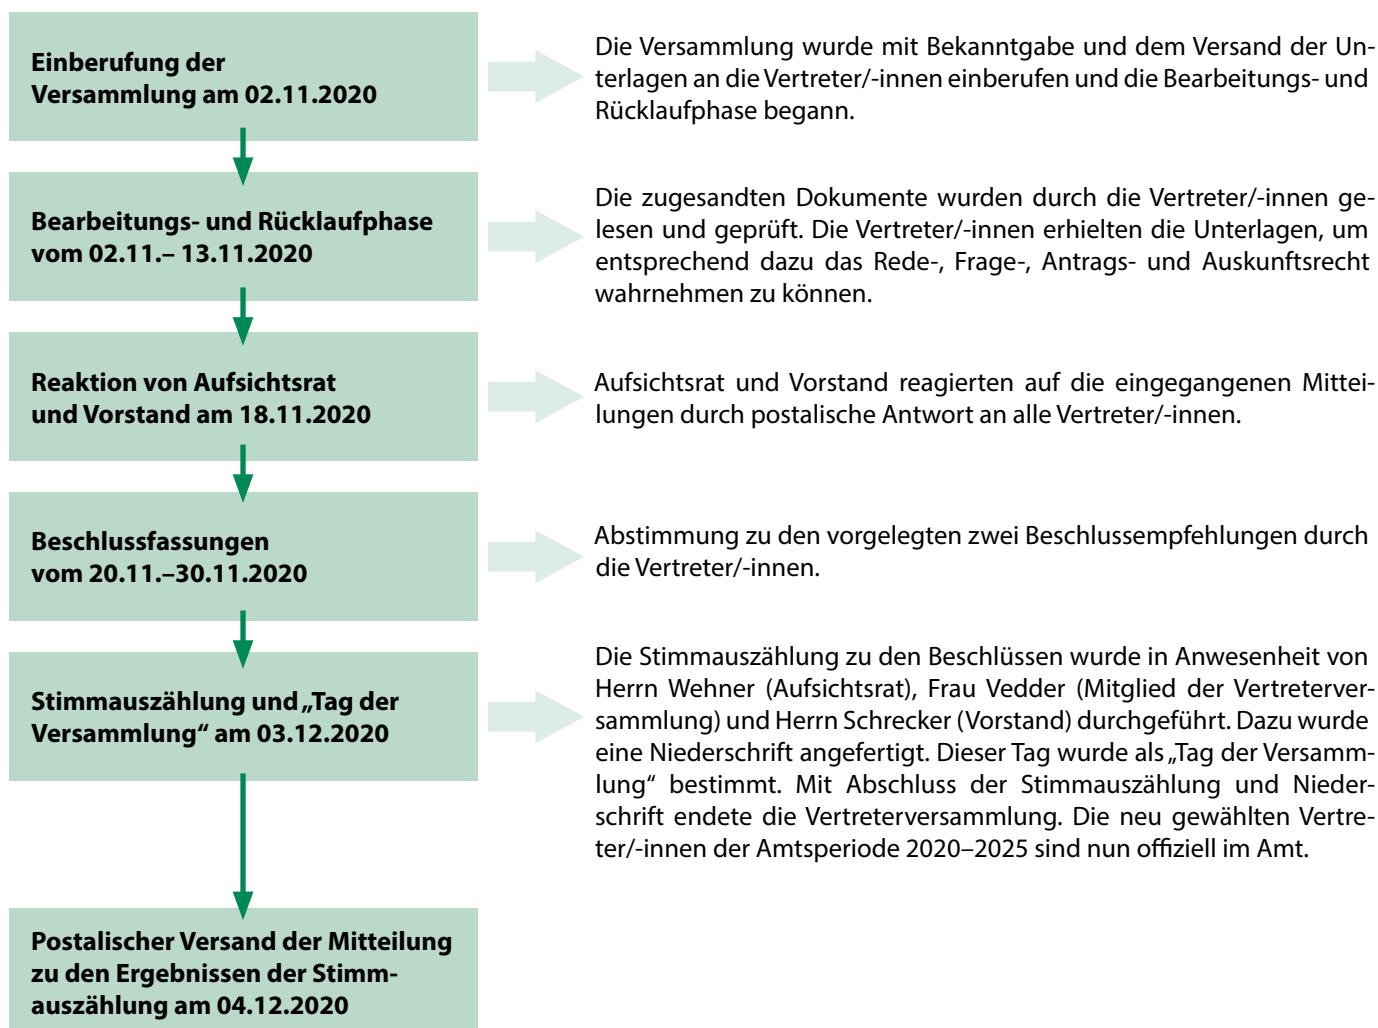 Einberufung der
Versammlung am 02.11.2020
Die Versammlung wurde mit Bekanntgabe und dem Versand der Un-
terlagen an die Vertreter/-innen einberufen und die Bearbeitungs- und
Rücklaufphase begann.
Bearbeitungs- und Rücklaufphase
vom 02.11.– 13.11.2020
Die zugesandten Dokumente wurden durch die Vertreter/-innen ge-
lesen und geprüft. Die Vertreter/-innen erhielten die Unterlagen, um
entsprechend dazu das Rede-, Frage-, Antrags- und Auskunftsrecht
wahrnehmen zu können.
Reaktion von Aufsichtsrat
und Vorstand am 18.11.2020
Aufsichtsrat und Vorstand reagierten auf die eingegangenen Mittei-
lungen durch postalische Antwort an alle Vertreter/-innen.
Beschlussfassungen
vom 20.11.–30.11.2020
Abstimmung zu den vorgelegten zwei Beschlussempfehlungen durch
die Vertreter/-innen.
Stimmauszählung und „Tag der
Versammlung“ am 03.12.2020
Die Stimmauszählung zu den Beschlüssen wurde in Anwesenheit von
Herrn Wehner (Aufsichtsrat), Frau Vedder (Mitglied der Vertreterver-
sammlung) und Herrn Schrecker (Vorstand) durchgeführt. Dazu wurde
eine Niederschrift angefertigt. Dieser Tag wurde als „Tag der Versamm-
lung“ bestimmt. Mit Abschluss der Stimmauszählung und Nieder-
schrift endete die Vertreterversammlung. Die neu gewählten Vertre-
ter/-innen der Amtsperiode 2020–2025 sind nun offiziell im Amt.
Postalischer Versand der Mitteilung
zu den Ergebnissen der Stimm-
auszählung am 04.12.2020